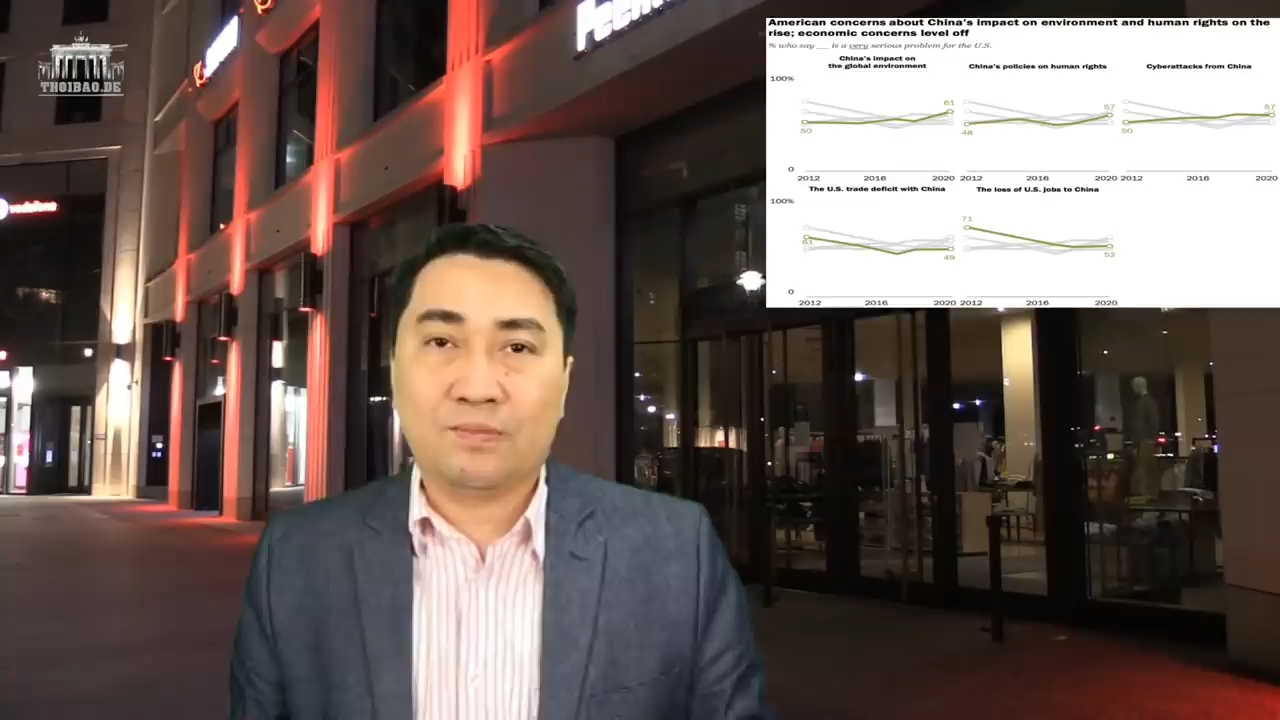 THOIBAO.DE
vodafone
American concerns about China's impact on environment and human rights on the
rise; economic concerns level off
% who say ___ is a very serious problem for the U.S.
China's impact on
the global environment
China's policies on human rights
Cyberattacks from China
100%
61
57
57
50
48
50
0
2012 2016 2020 2012 2016 2020 2012 2016 2020
The U.S. trade deficit with China
The loss of U.S. jobs to China
100%
71
61
49
52
0
2012 2016 2020 2012 2016 2020